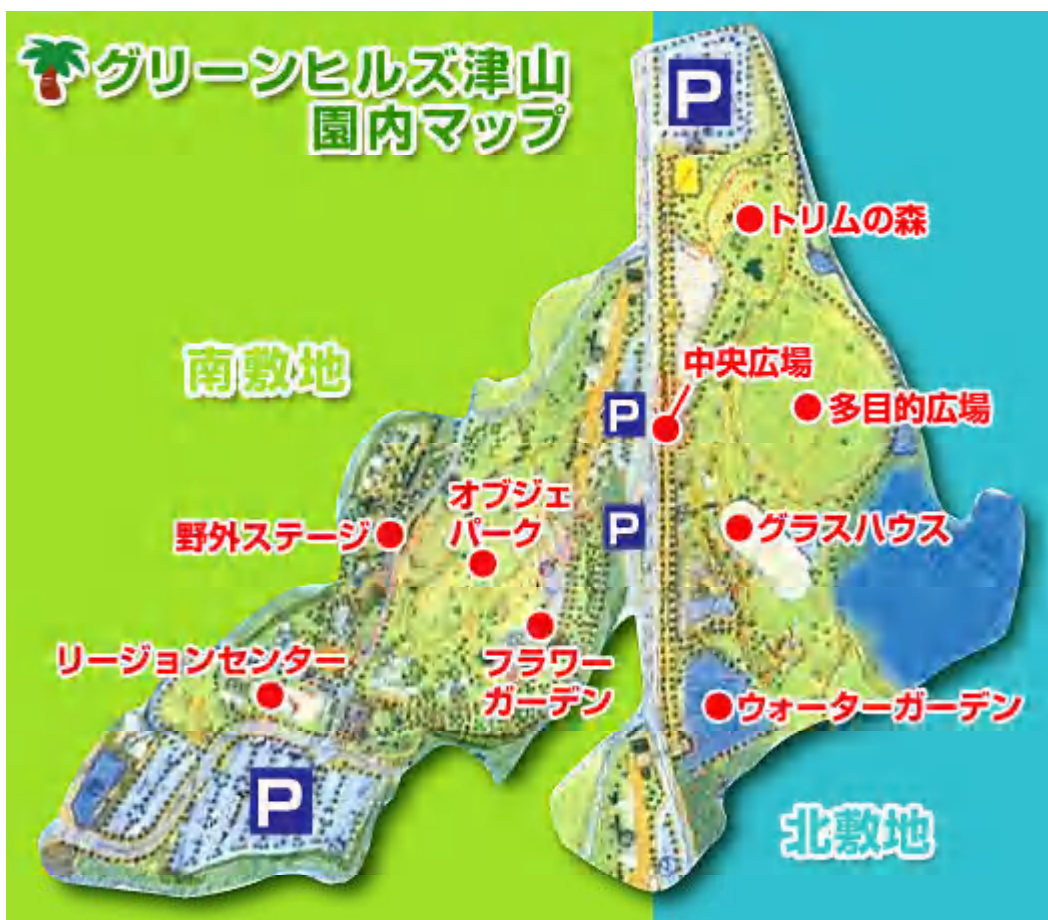 グリーンヒルズ津山
園内マップ
P
トリムの森
南敷地
中央広場
P
多目的広場
オブジェ
パーク
野外ステージ
P
グラスハウス
リージョンセンター
フラワー
ガーデン
ウォーターガーデン
P
北敷地